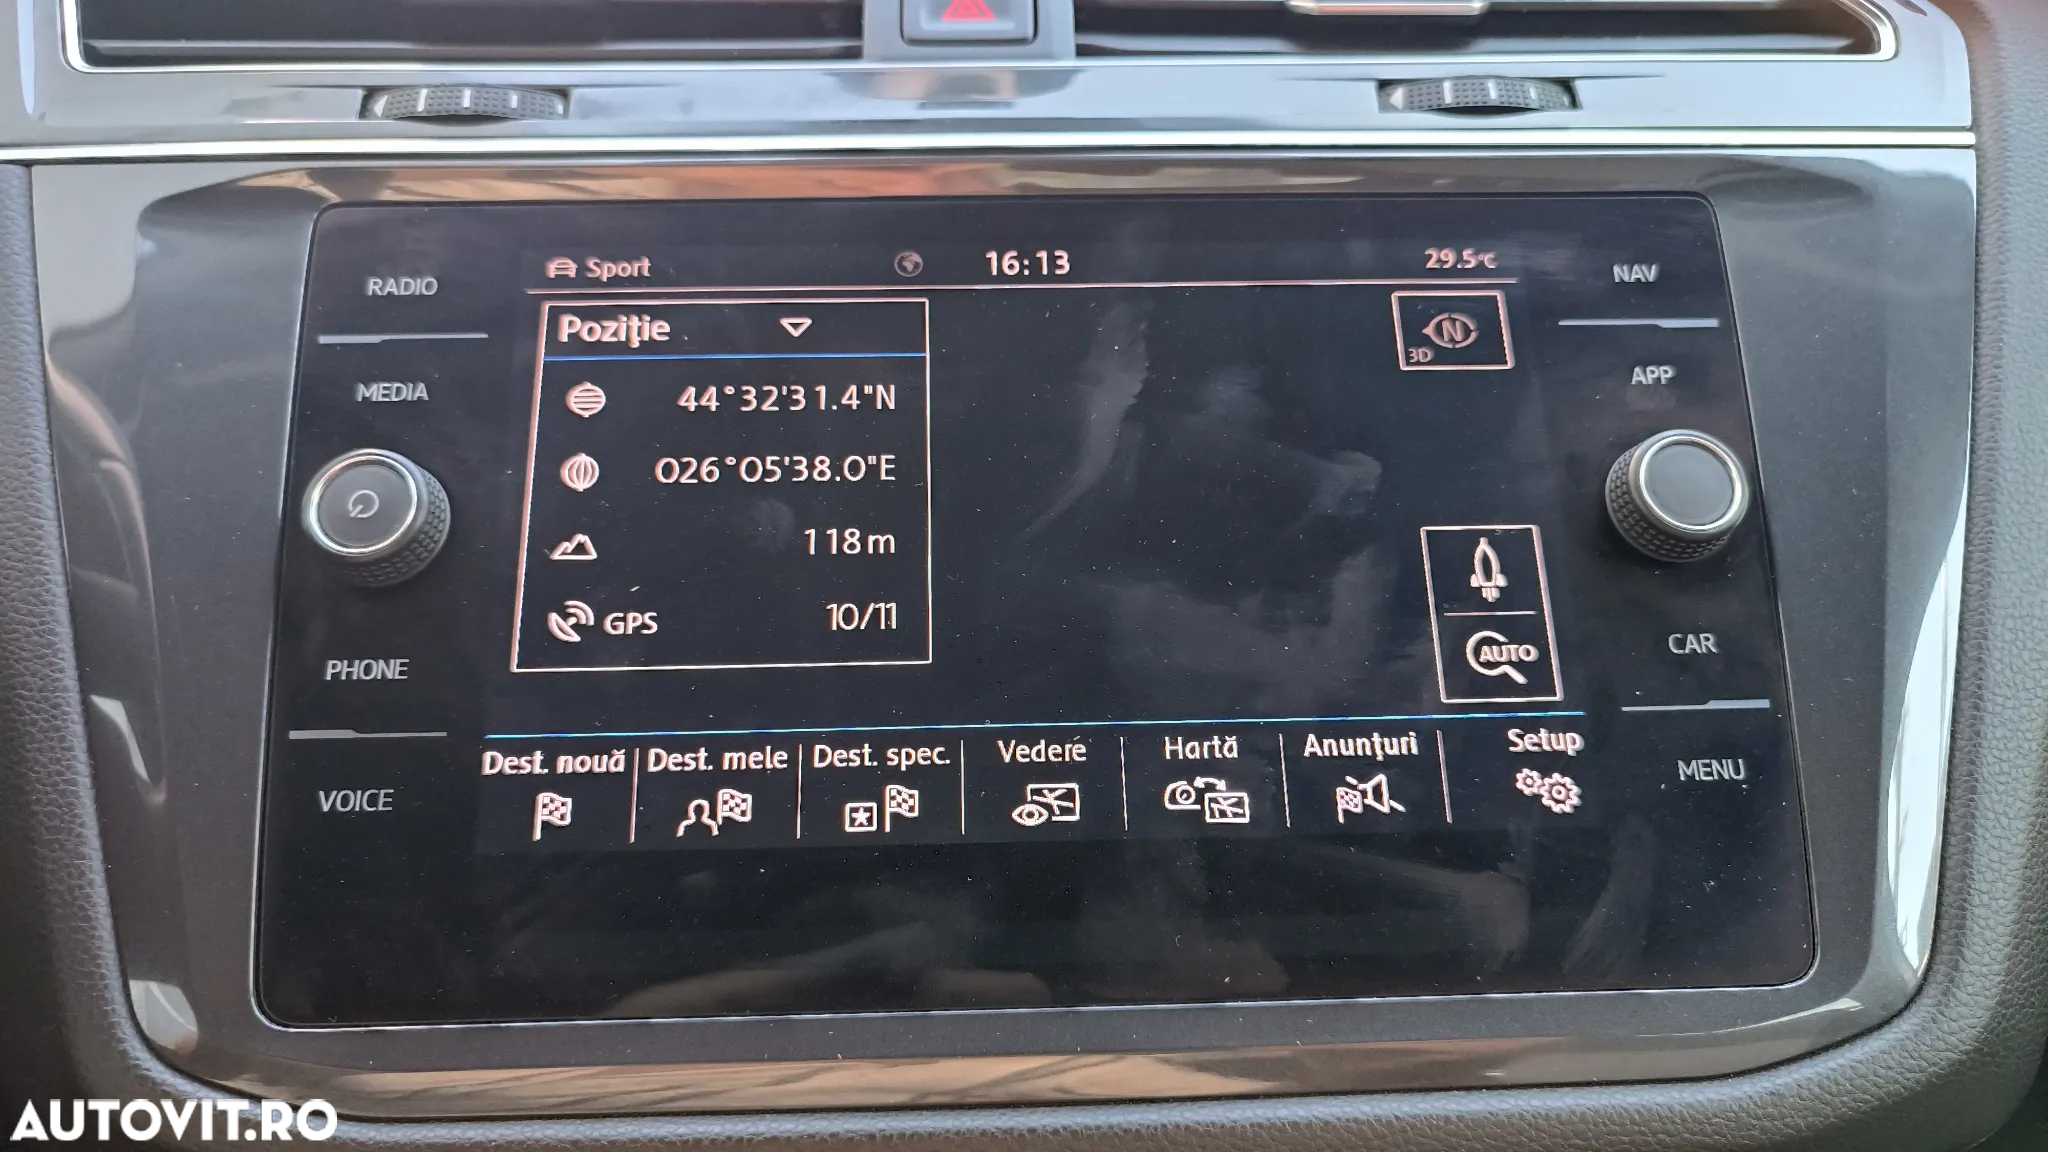 RADIO
MEDIA
PHONE
VOICE
Sport
16:13
29.5°C
Poziţie
44°32'31.4"N
026°05'38.0"E
118m
GPS 10/11
N
3D
AUTO
Dest. nouă
Dest. mele
Dest. spec.
Vedere
Hartă
Anunţuri
Setup
NAV
APP
CAR
MENU
AUTOVIT.RO